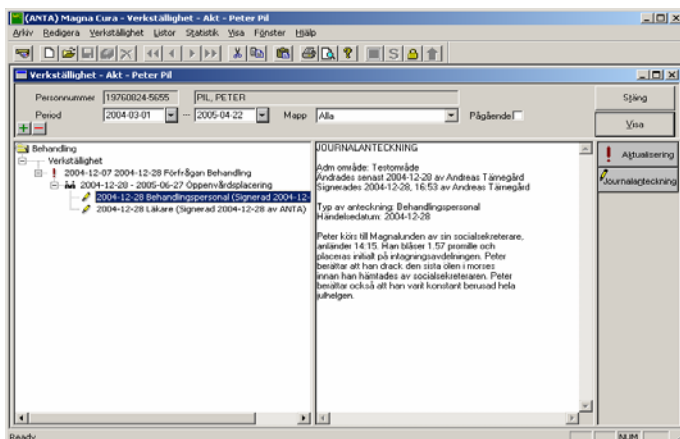 (ANTA) Magna Cura - Verkställighet - Akt - Peter Pil
Arkiv Redigera Verkställighet Listor Statistik Visa Fönster Hjälp
Verkställighet - Akt - Peter Pil
Personnummer 19760824-5655 PIL, PETER
Stäng
Period 2004-03-01 -- 2005-04-22 Mapp Alla Pågående
Visa
Behandling
Verkställighet
2004-12-07 2004-12-28 Förfrågan Behandling
2004-12-28 - 2005-06-27 Öppenvårdsplacering
2004-12-28 Behandlingspersonal (Signerad 2004-12-
2004-12-28 Läkare (Signerad 2004-12-28 av ANTA)
JOURNALANTECKNING
Adm område: Testområde
Ändrades senast 2004-12-28 av Andreas Tärnegård
Signerades 2004-12-28, 16:53 av Andreas Tärnegård
Typ av anteckning: Behandlingspersonal
Händelsedatum: 2004-12-28
Peter körs till Magnalunden av sin socialsekreterare,
anländer 14:15. Han blåser 1.57 promille och
placeras initialt på intagningsavdelningen. Peter
berättar att han drack den sista ölen i morses
innan han hämtades av socialsekreteraren. Peter
berättar också att han varit konstant berusad hela
julhelgen.
Aktualisering
Journalanteckning
Ready
NUM